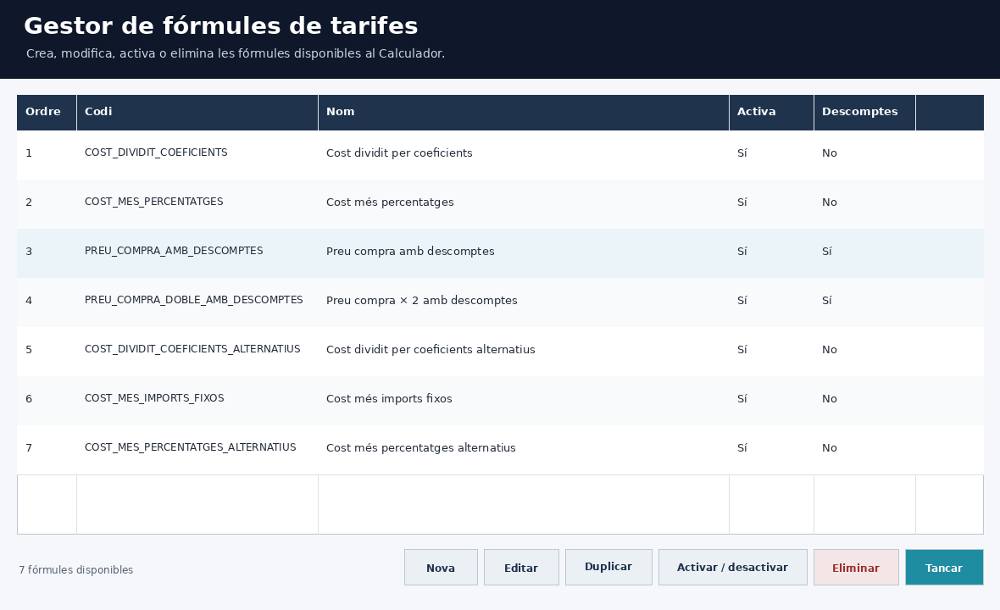 Gestor de fórmules de tarifes
Crea, modifica, activa o elimina les fórmules disponibles al Calculador.
Ordre Codi Nom Activa Descomptes
1 COST_DIVIDIT_COEFICIENTS Cost dividit per coeficients Sí No
2 COST_MES_PERCENTATGES Cost més percentatges Sí No
3 PREU_COMPRA_AMB_DESCOMPTES Preu compra amb descomptes Sí Sí
4 PREU_COMPRA_DOBLE_AMB_DESCOMPTES Preu compra × 2 amb descomptes Sí Sí
5 COST_DIVIDIT_COEFICIENTS_ALTERNATIUS Cost dividit per coeficients alternatius Sí No
6 COST_MES_IMPORTS_FIXOS Cost més imports fixos Sí No
7 COST_MES_PERCENTATGES_ALTERNATIUS Cost més percentatges alternatius Sí No
7 fórmules disponibles Nova Editar Duplicar Activar / desactivar Eliminar Tancar